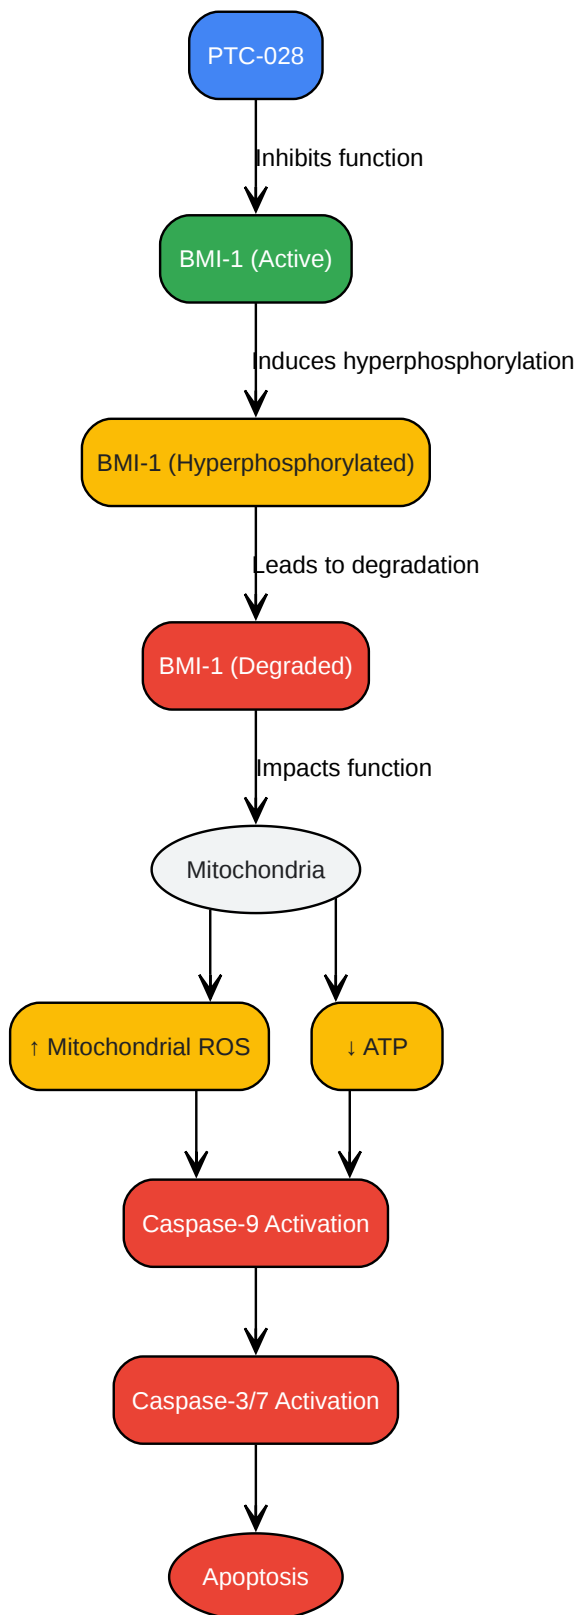 PTC-028
Inhibits function
BMI-1 (Active)
Induces hyperphosphorylation
BMI-1 (Hyperphosphorylated)
Leads to degradation
BMI-1 (Degraded)
Impacts function
Mitochondria
↑ Mitochondrial ROS
↓ ATP
Caspase-9 Activation
Caspase-3/7 Activation
Apoptosis